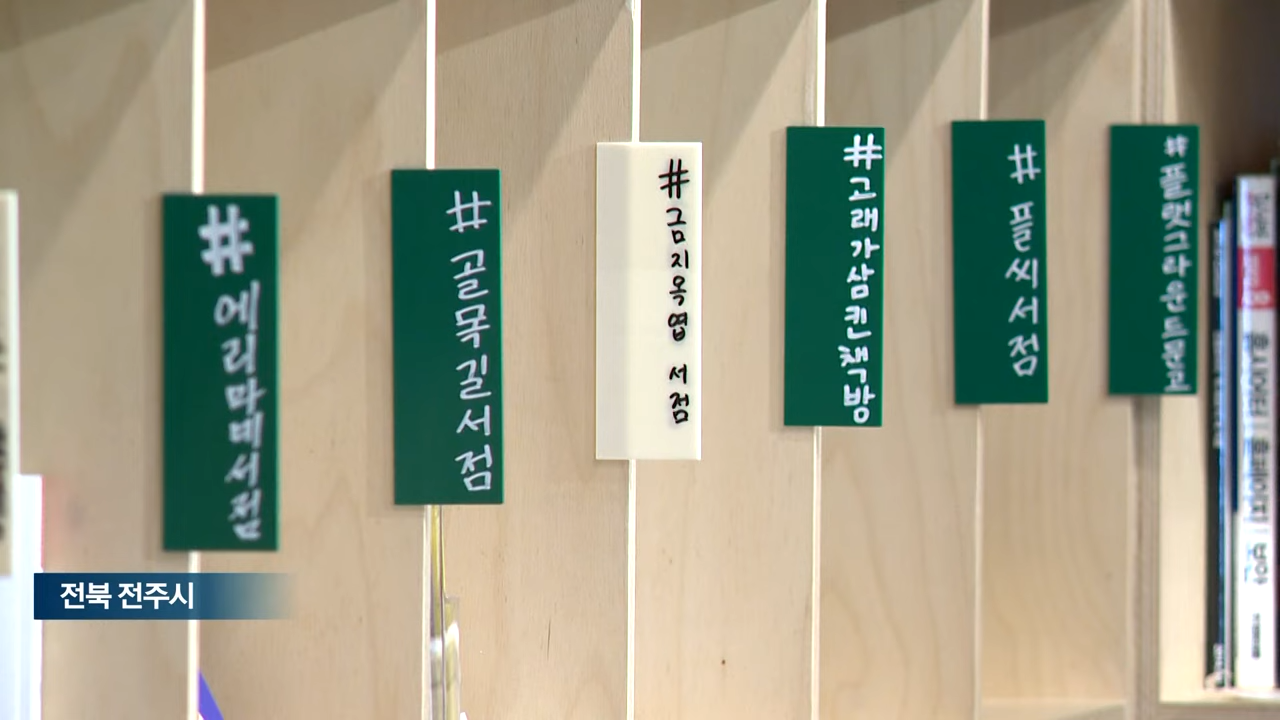 #에리마데서점
#골목길서점
#금지옥엽 서점
#고래가삼킨책방
#플씨서점
#플랫그라운드문고
전북 전주시